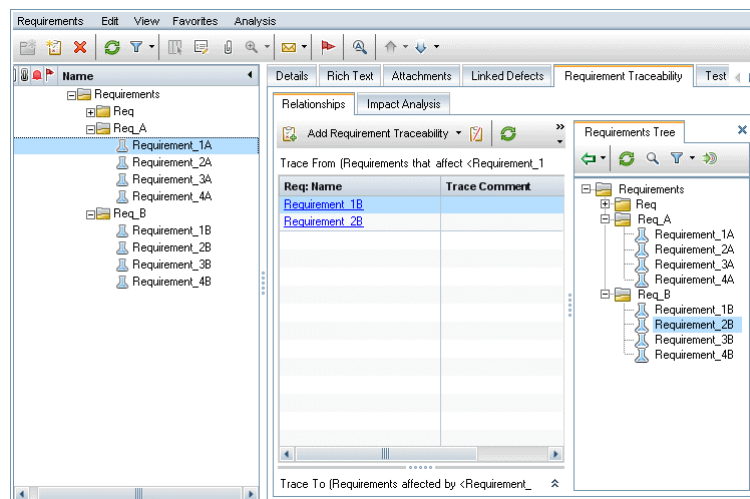 Requirements Edit View Favorites Analysis
Name
Requirements
Req
Req_A
Requirement_1A
Requirement_2A
Requirement_3A
Requirement_4A
Req_B
Requirement_1B
Requirement_2B
Requirement_3B
Requirement_4B
Details Rich Text Attachments Linked Defects Requirement Traceability Test
Relationships Impact Analysis
Add Requirement Traceability
Trace From (Requirements that affect <Requirement_1
Req: Name Trace Comment
Requirement_1B
Requirement_2B
Trace To (Requirements affected by <Requirement_
Requirements Tree
Requirements
Req
Req_A
Requirement_1A
Requirement_2A
Requirement_3A
Requirement_4A
Req_B
Requirement_1B
Requirement_2B
Requirement_3B
Requirement_4B